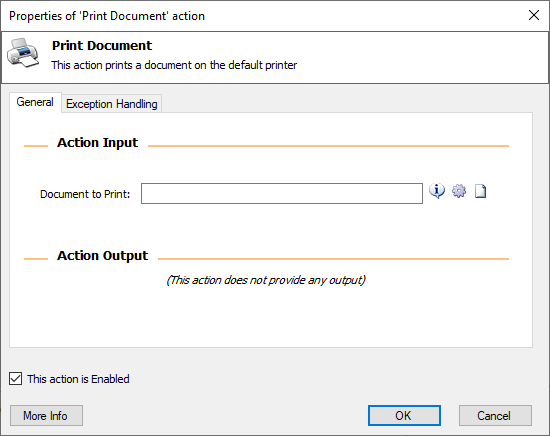 Properties of 'Print Document' action
Print Document
This action prints a document on the default printer
General
Exception Handling
Action Input
Document to Print:
Action Output
(This action does not provide any output)
This action is Enabled
More Info
OK
Cancel